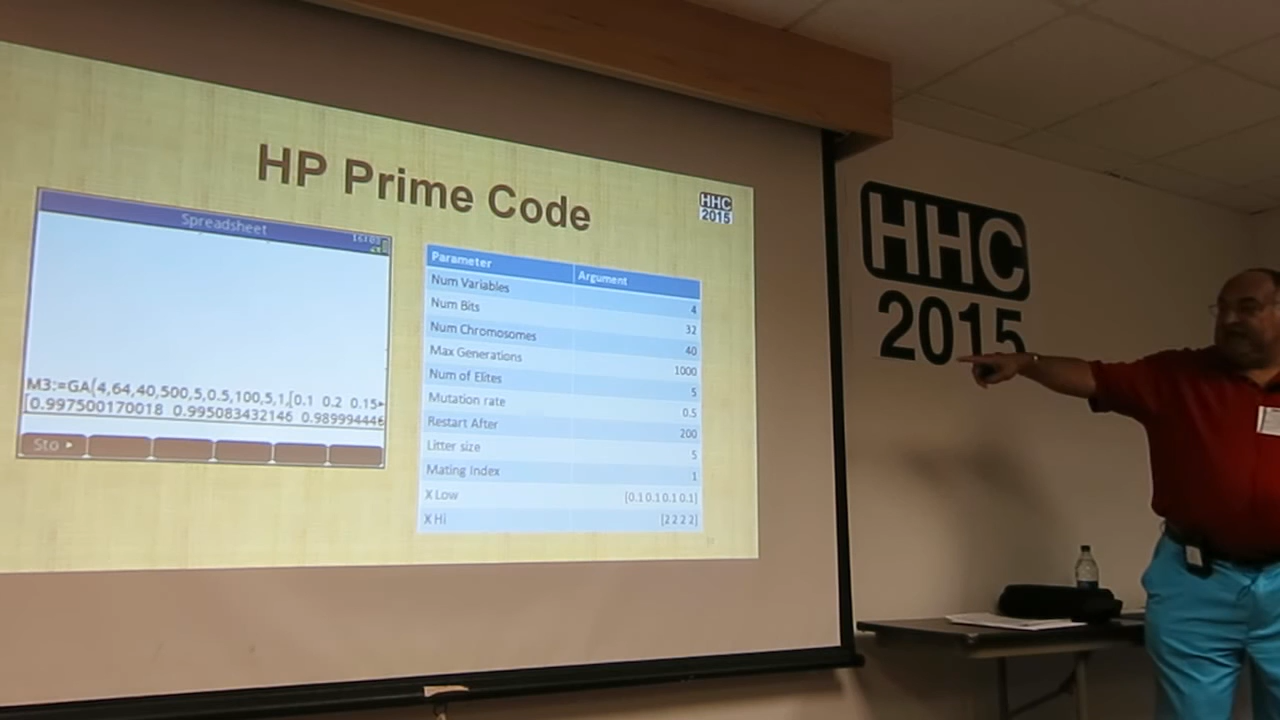 HP Prime Code
HHC
2015
Spreadsheet
M3:=GA(4,64,40,500,5,0.5,100,5,1,[0.1 0.2 0.15
[0.997500170018 0.995083432146 0.989994446
Sto ▸
Parameter Argument
Num Variables 4
Num Bits 32
Num Chromosomes 40
Max Generations 1000
Num of Elites 5
Mutation rate 0.5
Restart After 200
Litter size 5
Mating Index 1
X Low [0.1 0.1 0.1 0.1]
X Hi [2 2 2 2]
HHC
2015